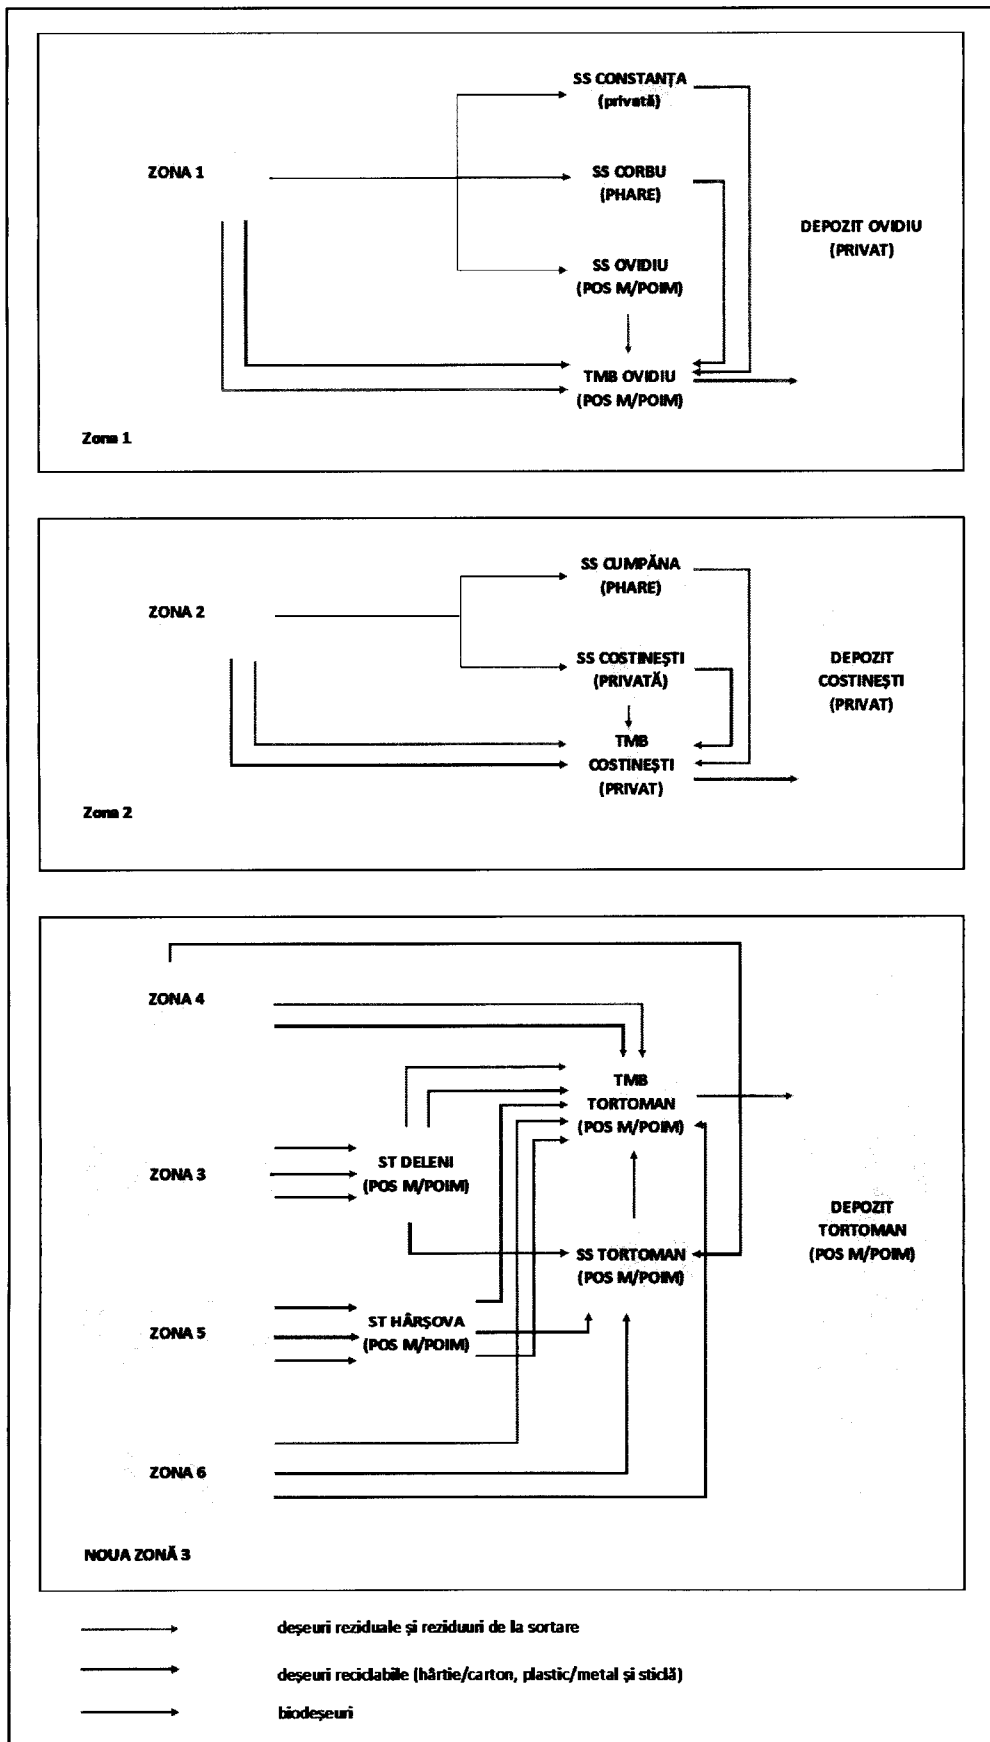 SS CONSTANȚA
(privată)
ZONA 1
SS CORBU
(PHARE)
DEPOZIT OVIDIU
(PRIVAT)
SS OVIDIU
(POS M/POIM)
TMB OVIDIU
(POS M/POIM)
Zona 1
SS CUMPĂNA
(PHARE)
ZONA 2
SS COSTINEȘTI
(PRIVATĂ)
DEPOZIT
COSTINEȘTI
(PRIVAT)
TMB
COSTINEȘTI
(PRIVAT)
Zona 2
ZONA 4
TMB
TORTOMAN
(POS M/POIM)
ZONA 3
ST DELENI
(POS M/POIM)
DEPOZIT
TORTOMAN
(POS M/POIM)
SS TORTOMAN
(POS M/POIM)
ZONA 5
ST HÂRȘOVA
(POS M/POIM)
ZONA 6
NOUA ZONĂ 3
deșeuri reziduale și reziduuri de la sortare
deșeuri reciclabile (hârtie/carton, plastic/metal și sticlă)
biodeșeuri